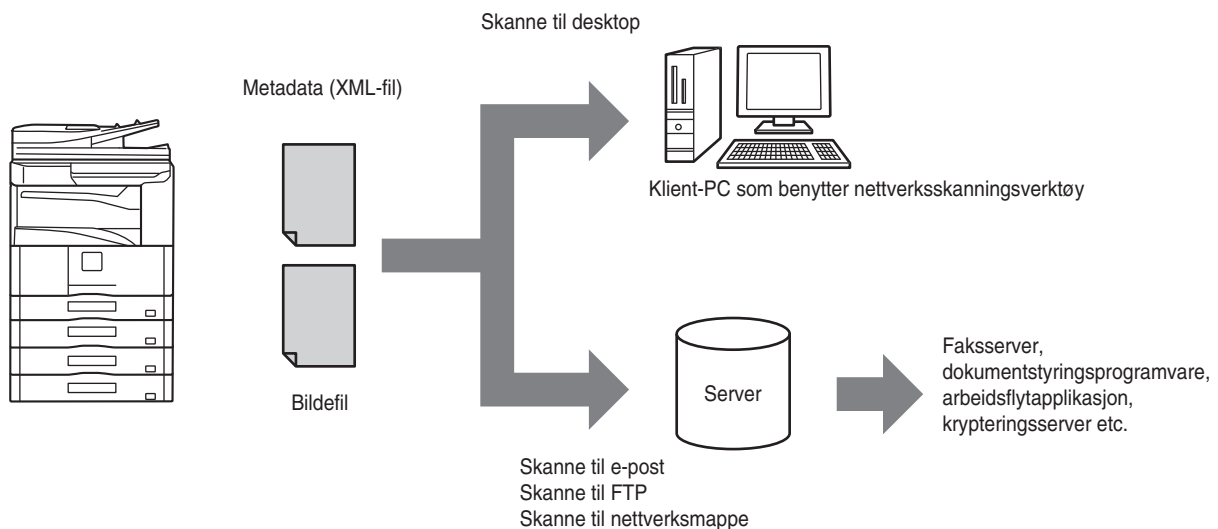 Skanne til desktop
Metadata (XML-fil)
Klient-PC som benytter nettverksskanningsverktøy
Bildefil
Server
Faksserver,
dokumentstyringsprogramvare,
arbeidsflytapplikasjon,
krypteringsserver etc.
Skanne til e-post
Skanne til FTP
Skanne til nettverksmappe